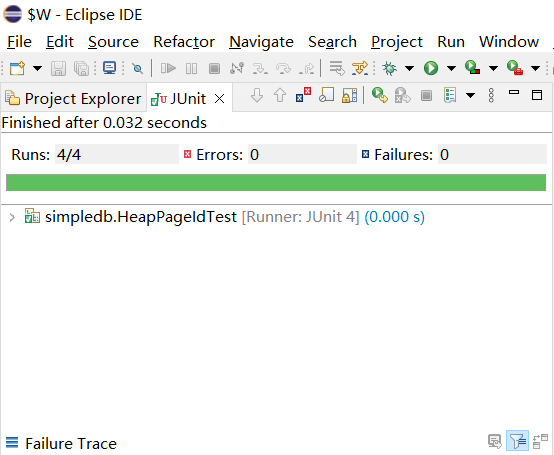 $W - Eclipse IDE
File Edit Source Refactor Navigate Search Project Run Window
Project Explorer JUnit
Finished after 0.032 seconds
Runs: 4/4 Errors: 0 Failures: 0
simpledb.HeapPageIdTest [Runner: JUnit 4] (0.000 s)
Failure Trace